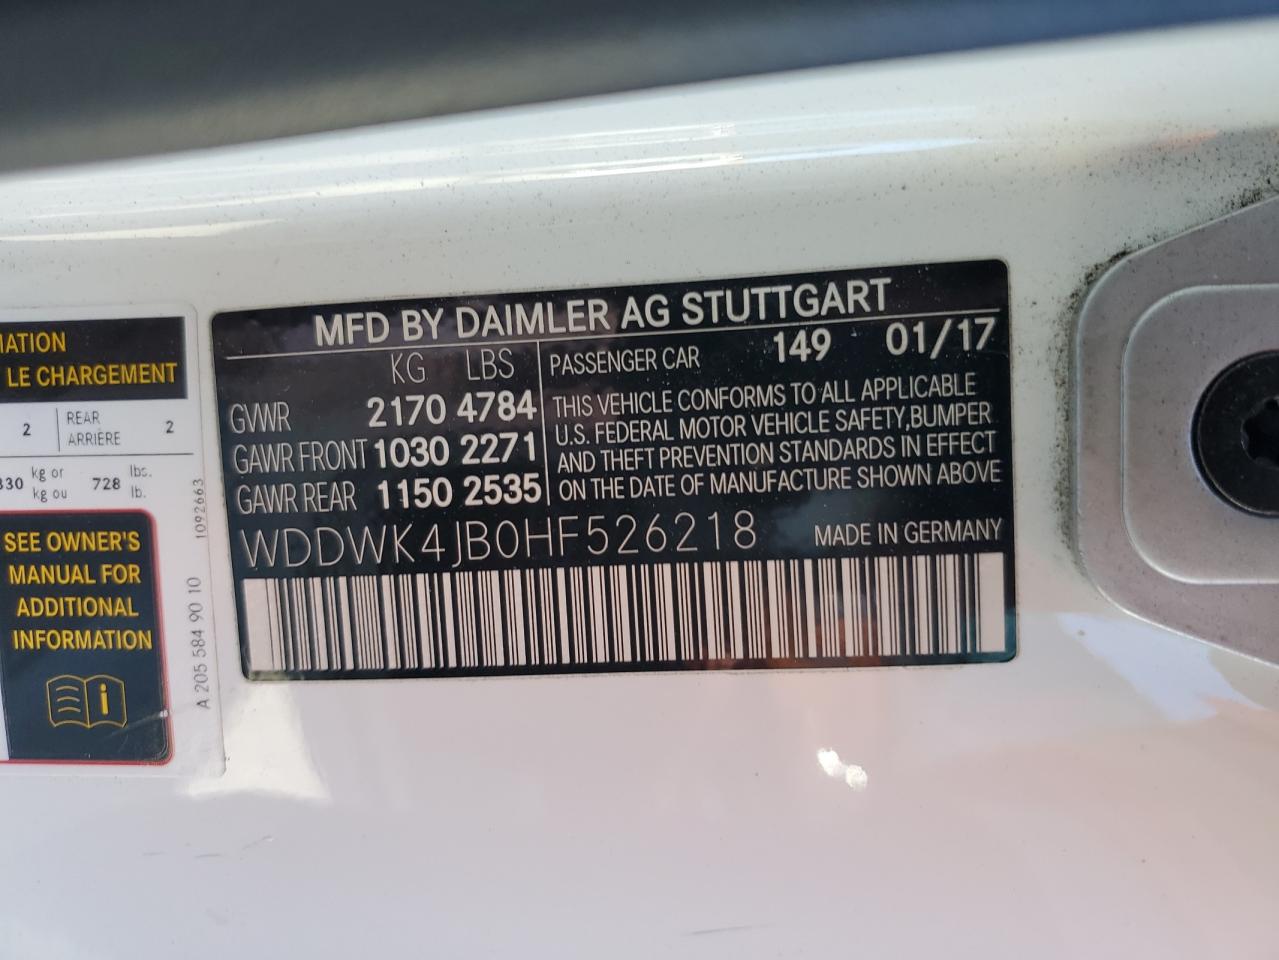 MATION
LE CHARGEMENT
2 REAR ARRIÈRE 2
330 kg or kg ou 728 lbs. lb.
SEE OWNER'S
MANUAL FOR
ADDITIONAL
INFORMATION
1092663
A 205 584 90 10
MFD BY DAIMLER AG STUTTGART
KG LBS
GVWR 2170 4784
GAWR FRONT 1030 2271
GAWR REAR 1150 2535
PASSENGER CAR 149 01/17
THIS VEHICLE CONFORMS TO ALL APPLICABLE
U.S. FEDERAL MOTOR VEHICLE SAFETY,BUMPER
AND THEFT PREVENTION STANDARDS IN EFFECT
ON THE DATE OF MANUFACTURE SHOWN ABOVE
WDDWK4JB0HF526218 MADE IN GERMANY